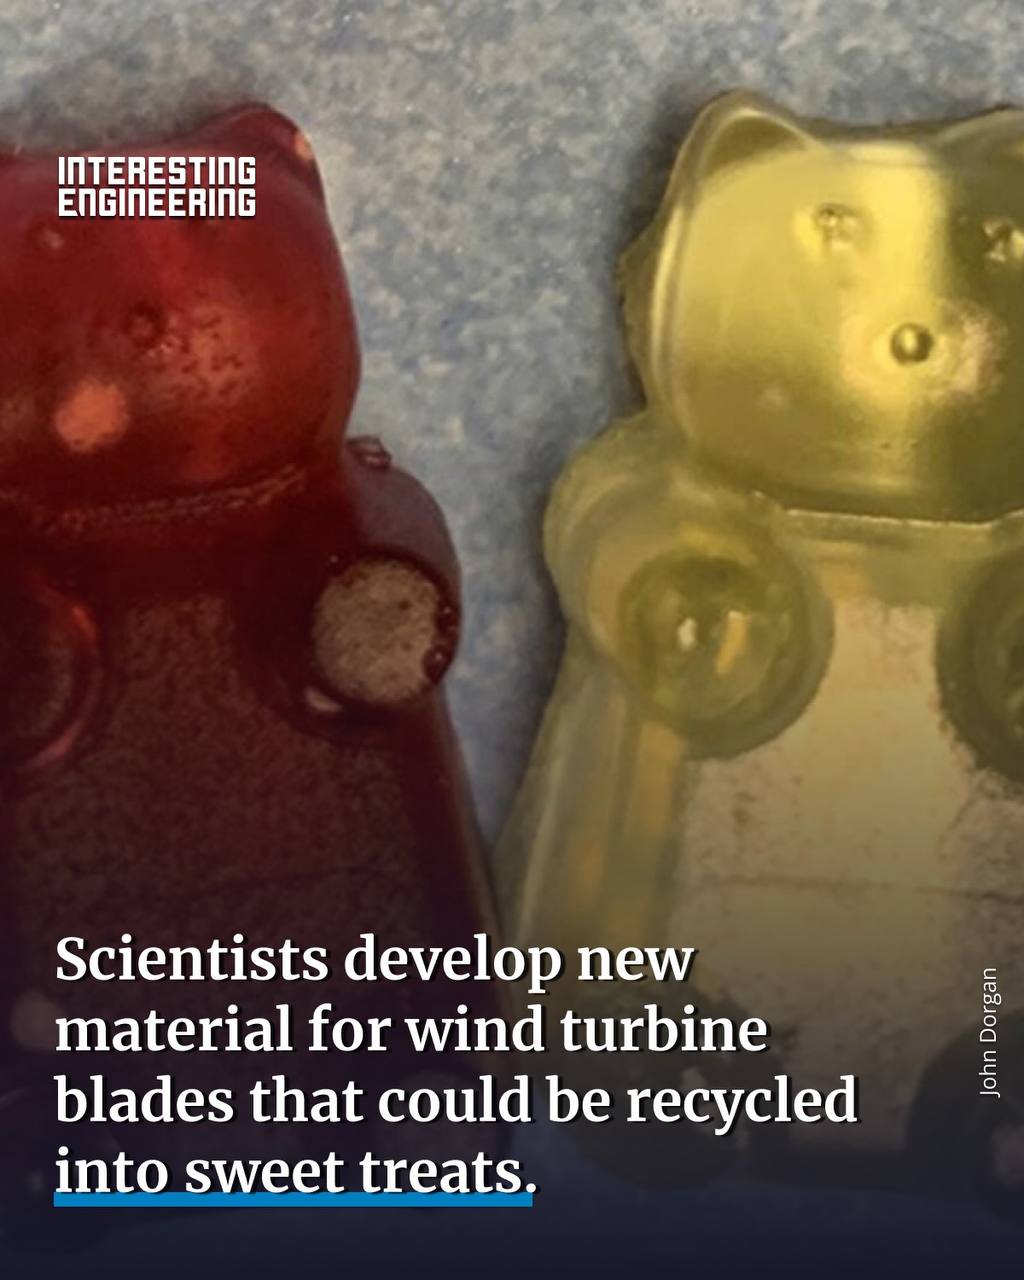 INTERESTING
ENGINEERING
Scientists develop new
material for wind turbine
blades that could be recycled
into sweet treats.
John Dorgan